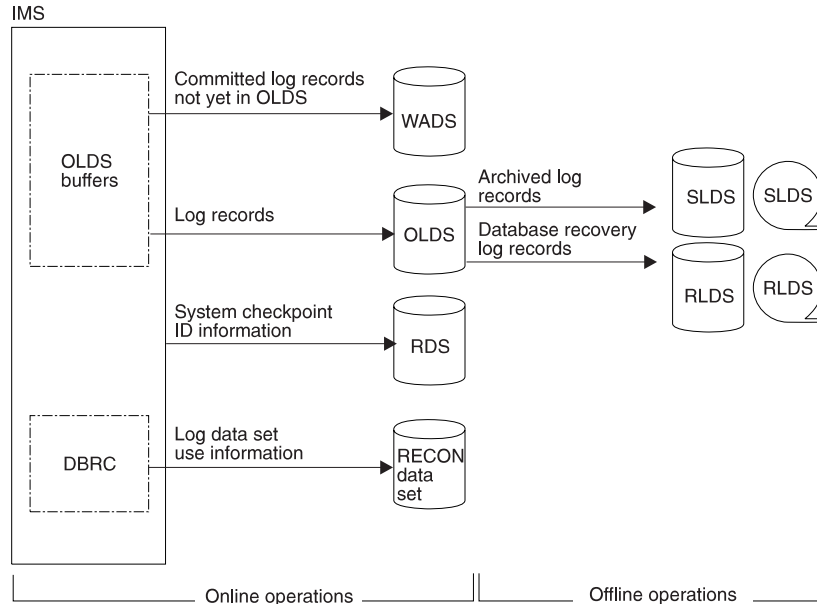 IMS
Committed log records
not yet in OLDS
WADS
OLDS
buffers
Archived log
records
SLDS
SLDS
Log records
OLDS
Database recovery
log records
RLDS
RLDS
System checkpoint
ID information
RDS
Log data set
use information
DBRC
RECON
data
set
Online operations
Offline operations